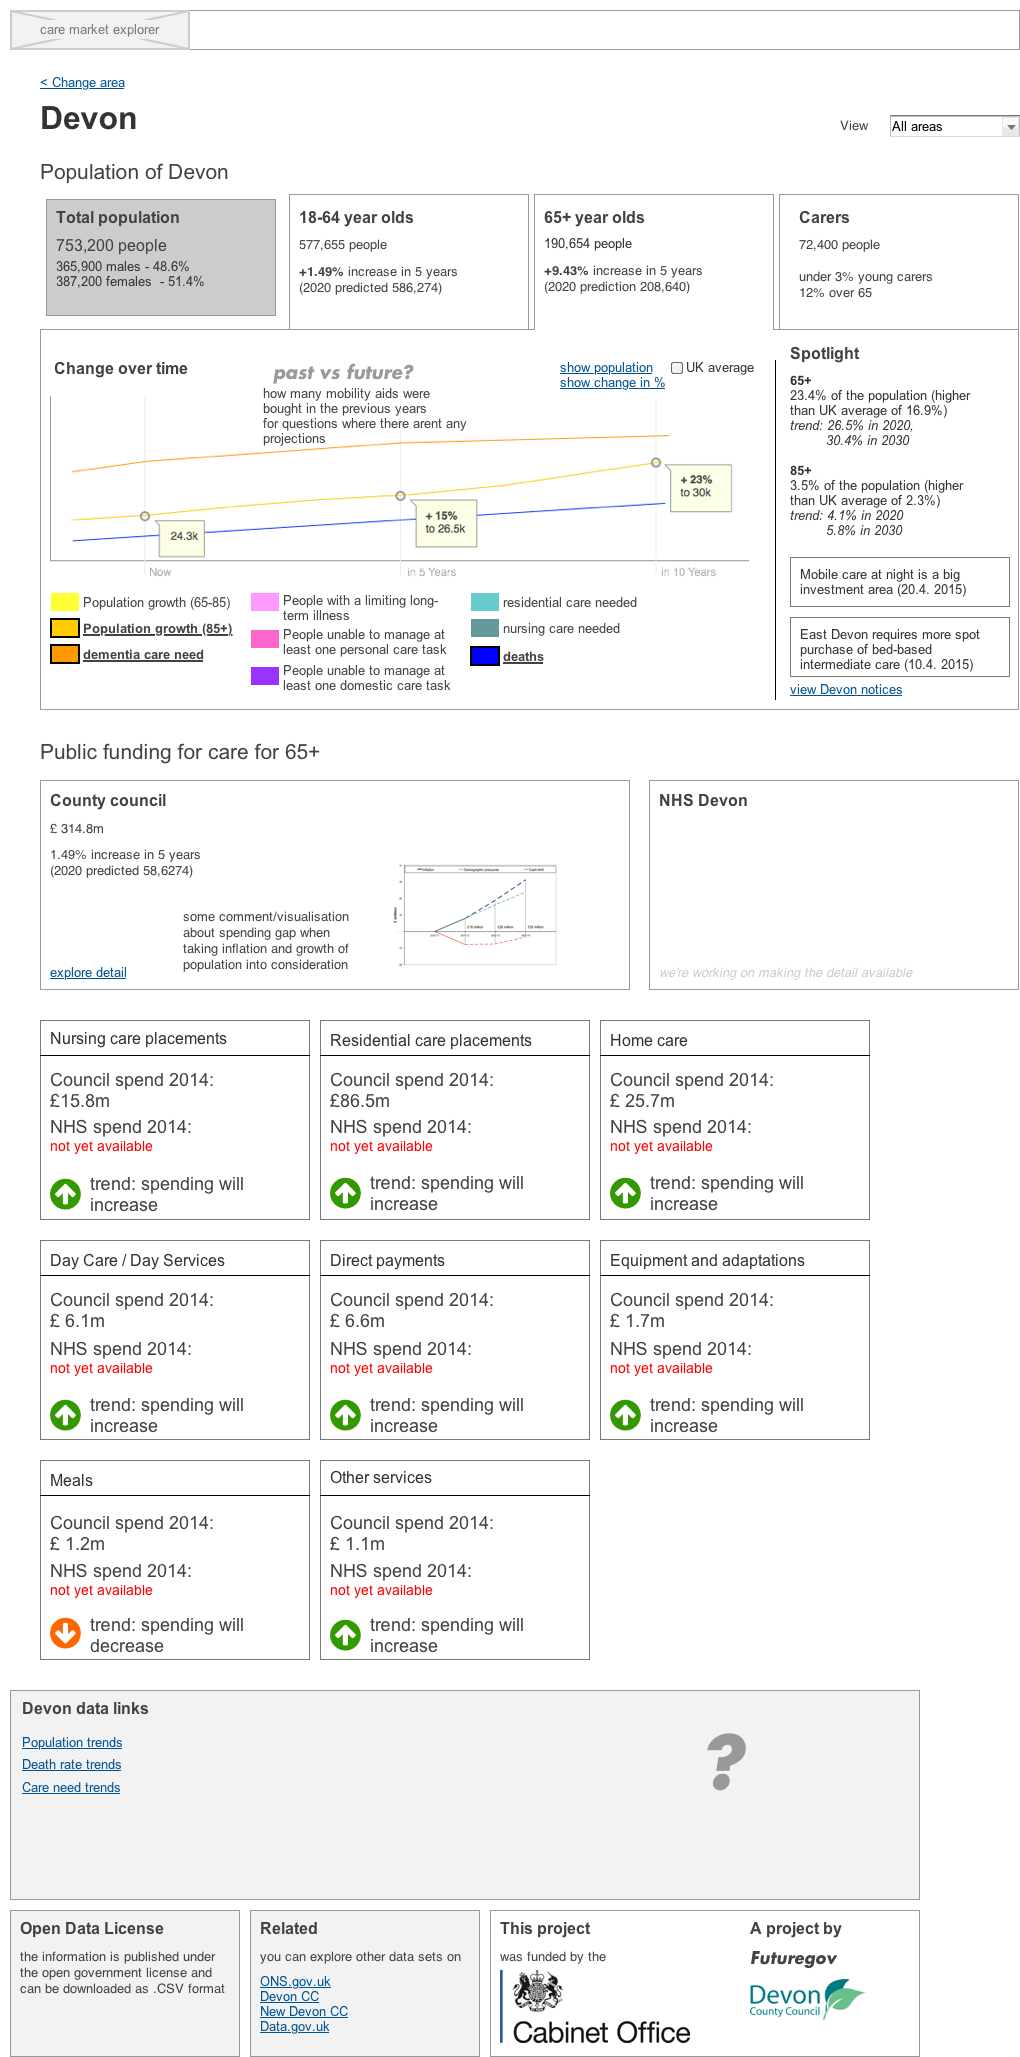 care market explorer
< Change area
Devon
View
All areas
Population of Devon
Total population
753,200 people
365,900 males - 48.6%
387,200 females - 51.4%
18-64 year olds
577,655 people
+1.49% increase in 5 years
(2020 predicted 586,274)
65+ year olds
190,654 people
+9.43% increase in 5 years
(2020 prediction 208,640)
Carers
72,400 people
under 3% young carers
12% over 65
Change over time
past vs future?
how many mobility aids were
bought in the previous years
for questions where there arent any
projections
show population
show change in %
UK average
24.3k
+ 15%
to 26.5k
+ 23%
to 30k
Now
in 5 Years
in 10 Years
Population growth (65-85)
Population growth (85+)
dementia care need
People with a limiting long-
term illness
People unable to manage at
least one personal care task
People unable to manage at
least one domestic care task
residential care needed
nursing care needed
deaths
Spotlight
65+
23.4% of the population (higher
than UK average of 16.9%)
trend: 26.5% in 2020,
30.4% in 2030
85+
3.5% of the population (higher
than UK average of 2.3%)
trend: 4.1% in 2020
5.8% in 2030
Mobile care at night is a big
investment area (20.4. 2015)
East Devon requires more spot
purchase of bed-based
intermediate care (10.4. 2015)
view Devon notices
Public funding for care for 65+
County council
£ 314.8m
1.49% increase in 5 years
(2020 predicted 58,6274)
some comment/visualisation
about spending gap when
taking inflation and growth of
population into consideration
explore detail
Inflation
Demographic pressures
NHS Devon
we're working on making the detail available
Nursing care placements
Council spend 2014:
£15.8m
NHS spend 2014:
not yet available
trend: spending will
increase
Residential care placements
Council spend 2014:
£86.5m
NHS spend 2014:
not yet available
trend: spending will
increase
Home care
Council spend 2014:
£ 25.7m
NHS spend 2014:
not yet available
trend: spending will
increase
Day Care / Day Services
Council spend 2014:
£ 6.1m
NHS spend 2014:
not yet available
trend: spending will
increase
Direct payments
Council spend 2014:
£ 6.6m
NHS spend 2014:
not yet available
trend: spending will
increase
Equipment and adaptations
Council spend 2014:
£ 1.7m
NHS spend 2014:
not yet available
trend: spending will
increase
Meals
Council spend 2014:
£ 1.2m
NHS spend 2014:
not yet available
trend: spending will
decrease
Other services
Council spend 2014:
£ 1.1m
NHS spend 2014:
not yet available
trend: spending will
increase
Devon data links
Population trends
Death rate trends
Care need trends
?
Open Data License
the information is published under
the open government license and
can be downloaded as .CSV format
Related
you can explore other data sets on
ONS.gov.uk
Devon CC
New Devon CC
Data.gov.uk
This project
was funded by the
Cabinet Office
A project by
Futuregov
Devon
County Council